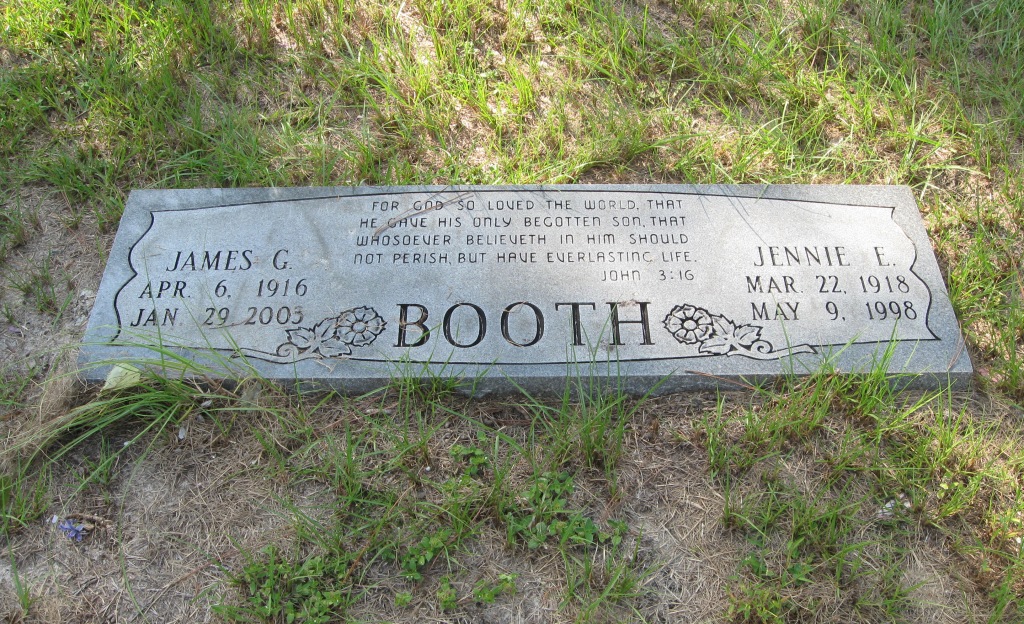 FOR GOD SO LOVED THE WORLD, THAT
HE GAVE HIS ONLY BEGOTTEN SON, THAT
WHOSOEVER BELIEVETH IN HIM SHOULD
NOT PERISH, BUT HAVE EVERLASTING LIFE.
JOHN 3:16
JAMES G.
APR. 6, 1916
JAN. 29 2003
JENNIE E.
MAR. 22, 1918
MAY 9, 1998
BOOTH